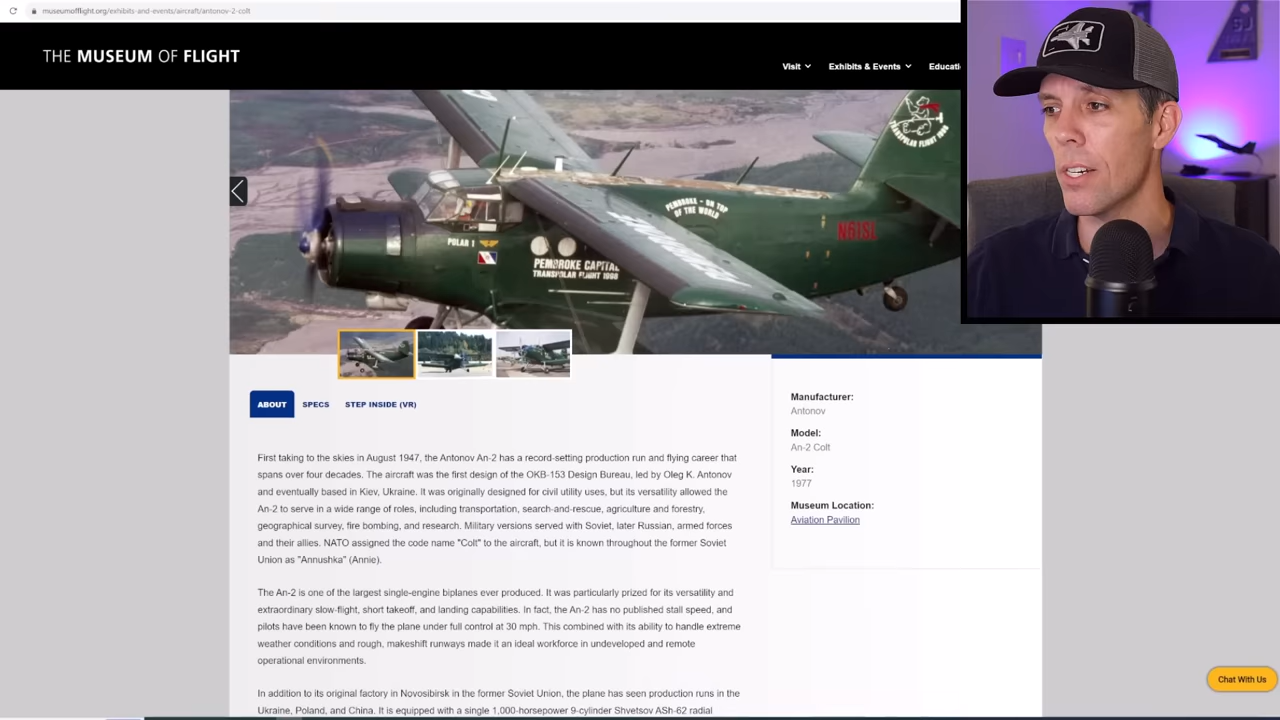 museumofflight.org/exhibits-and-events/aircraft/antonov-2-colt
THE MUSEUM OF FLIGHT
Visit
Exhibits & Events
Educati
TRANSPOLAR FLIGHT 1998
PEMBROKE - ON TOP
OF THE WORLD
N61SL
POLAR 1
PEMBROKE CAPITAL
TRANSPOLAR FLIGHT 1998
ABOUT
SPECS
STEP INSIDE (VR)
First taking to the skies in August 1947, the Antonov An-2 has a record-setting production run and flying career that
spans over four decades. The aircraft was the first design of the OKB-153 Design Bureau, led by Oleg K. Antonov
and eventually based in Kiev, Ukraine. It was originally designed for civil utility uses, but its versatility allowed the
An-2 to serve in a wide range of roles, including transportation, search-and-rescue, agriculture and forestry,
geographical survey, fire bombing, and research. Military versions served with Soviet, later Russian, armed forces
and their allies. NATO assigned the code name "Colt" to the aircraft, but it is known throughout the former Soviet
Union as "Annushka" (Annie).
The An-2 is one of the largest single-engine biplanes ever produced. It was particularly prized for its versatility and
extraordinary slow-flight, short takeoff, and landing capabilities. In fact, the An-2 has no published stall speed, and
pilots have been known to fly the plane under full control at 30 mph. This combined with its ability to handle extreme
weather conditions and rough, makeshift runways made it an ideal workforce in undeveloped and remote
operational environments.
In addition to its original factory in Novosibirsk in the former Soviet Union, the plane has seen production runs in the
Ukraine, Poland, and China. It is equipped with a single 1,000-horsepower 9-cylinder Shvetsov ASh-62 radial
Manufacturer:
Antonov
Model:
An-2 Colt
Year:
1977
Museum Location:
Aviation Pavilion
Chat With Us